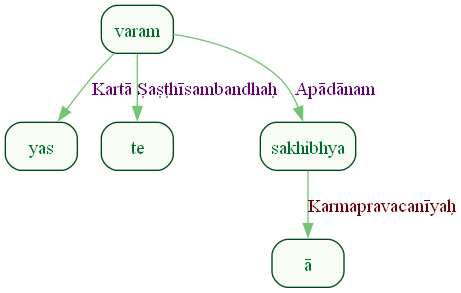 varam
Kartā Ṣaṣṭhīsambandhaḥ Apādānam
yas te sakhibhya
Karmapravacanīyaḥ
ā